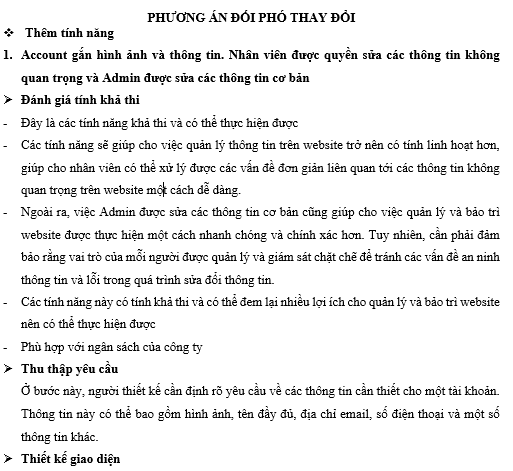 PHƯƠNG ÁN ĐỐI PHÓ THAY ĐỔI
❖ Thêm tính năng
1. Account gắn hình ảnh và thông tin. Nhân viên được quyền sửa các thông tin không
quan trọng và Admin được sửa các thông tin cơ bản
➤ Đánh giá tính khả thi
- Đây là các tính năng khả thi và có thể thực hiện được
- Các tính năng sẽ giúp cho việc quản lý thông tin trên website trở nên có tính linh hoạt hơn,
giúp cho nhân viên có thể xử lý được các vấn đề đơn giản liên quan tới các thông tin không
quan trọng trên website một cách dễ dàng.
- Ngoài ra, việc Admin được sửa các thông tin cơ bản cũng giúp cho việc quản lý và bảo trì
website được thực hiện một cách nhanh chóng và chính xác hơn. Tuy nhiên, cần phải đảm
bảo rằng vai trò của mỗi người được quản lý và giám sát chặt chẽ để tránh các vấn đề an ninh
thông tin và lỗi trong quá trình sửa đổi thông tin.
- Các tính năng này có tính khả thi và có thể đem lại nhiều lợi ích cho quản lý và bảo trì website
nên có thể thực hiện được
- Phù hợp với ngân sách của công ty
➤ Thu thập yêu cầu
Ở bước này, người thiết kế cần định rõ yêu cầu về các thông tin cần thiết cho một tài khoản.
Thông tin này có thể bao gồm hình ảnh, tên đầy đủ, địa chỉ email, số điện thoại và một số
thông tin khác.
➤ Thiết kế giao diện